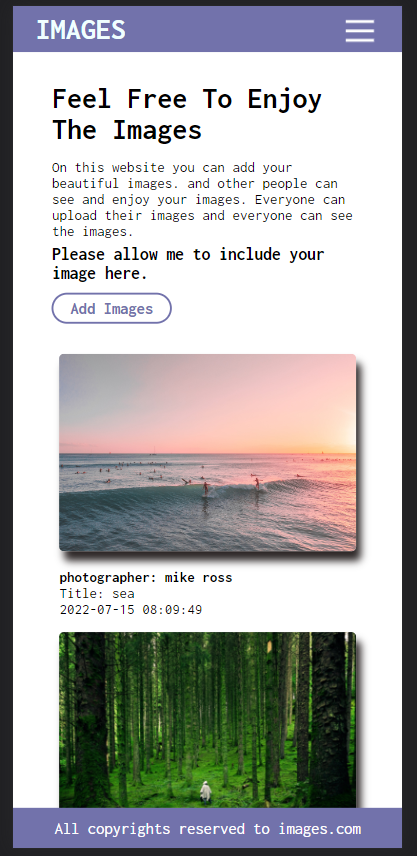 IMAGES
Feel Free To Enjoy
The Images
On this website you can add your
beautiful images. and other people can
see and enjoy your images. Everyone can
upload their images and everyone can see
the images.
Please allow me to include your
image here.
Add Images
photographer: mike ross
Title: sea
2022-07-15 08:09:49
All copyrights reserved to images.com